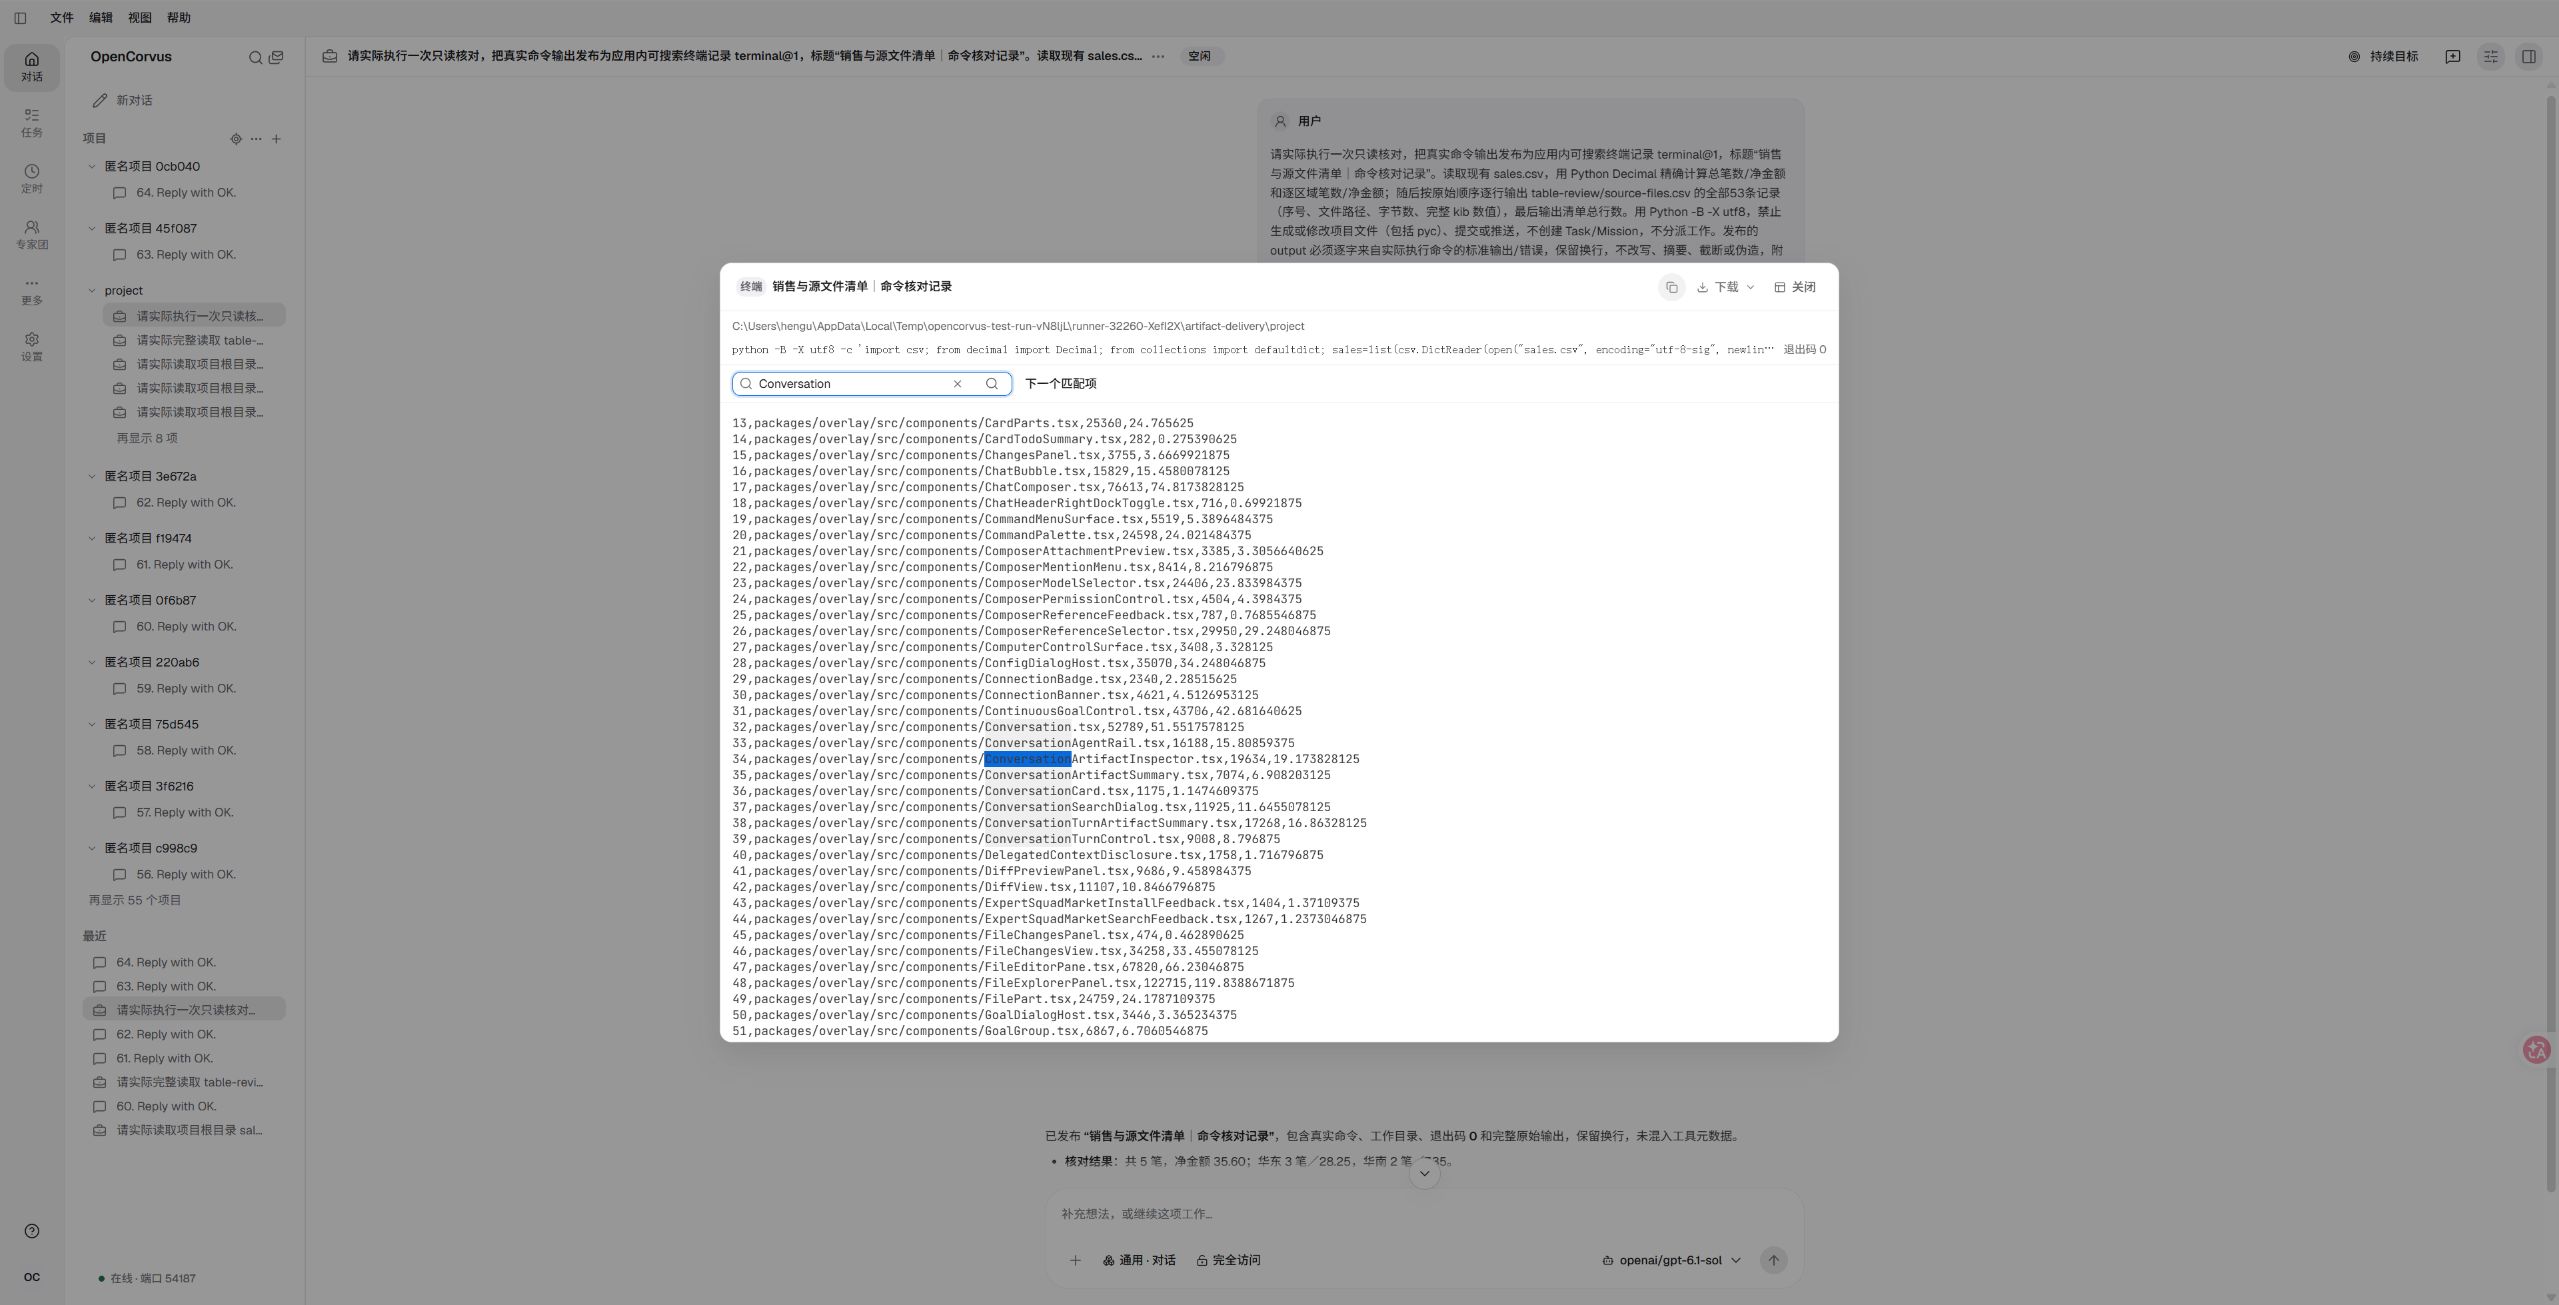 文件 编辑 视图 帮助
对话
任务
定时
专家团
更多
设置
OC
OpenCorvus
新对话
项目
匿名项目 0cb040
64. Reply with OK.
匿名项目 45f087
63. Reply with OK.
project
请实际执行一次只读核...
请实际完整读取 table-...
请实际读取项目根目录...
请实际读取项目根目录...
请实际读取项目根目录...
再显示 8 项
匿名项目 3e672a
62. Reply with OK.
匿名项目 f19474
61. Reply with OK.
匿名项目 0f6b87
60. Reply with OK.
匿名项目 220ab6
59. Reply with OK.
匿名项目 75d545
58. Reply with OK.
匿名项目 3f6216
57. Reply with OK.
匿名项目 c998c9
56. Reply with OK.
再显示 55 个项目
最近
64. Reply with OK.
63. Reply with OK.
请实际执行一次只读核对...
62. Reply with OK.
61. Reply with OK.
请实际完整读取 table-revi...
60. Reply with OK.
请实际读取项目根目录 sal...
在线 · 端口 54187
请实际执行一次只读核对，把真实命令输出发布为应用内可搜索终端记录 terminal@1，标题“销售与源文件清单｜命令核对记录”。读取现有 sales.cs... ··· 空闲 持续目标
用户
请实际执行一次只读核对，把真实命令输出发布为应用内可搜索终端记录 terminal@1，标题“销售
与源文件清单｜命令核对记录”。读取现有 sales.csv，用 Python Decimal 精确计算总笔数/净金额
和逐区域笔数/净金额；随后按原始顺序逐行输出 table-review/source-files.csv 的全部53条记录
（序号、文件路径、字节数、完整 kib 数值），最后输出清单总行数。用 Python -B -X utf8，禁止
生成或修改项目文件（包括 pyc）、提交或推送，不创建 Task/Mission，不分派工作。发布的
output 必须逐字来自实际执行命令的标准输出/错误，保留换行，不改写、摘要、截断或伪造，附
终端 销售与源文件清单｜命令核对记录 下载 关闭
C:\Users\hengu\AppData\Local\Temp\opencorvus-test-run-vN8ljL\runner-32260-Xefl2X\artifact-delivery\project
python -B -X utf8 -c 'import csv; from decimal import Decimal; from collections import defaultdict; sales=list(csv.DictReader(open("sales.csv", encoding="utf-8-sig", newlin··· 退出码 0
Conversation 下一个匹配项
13,packages/overlay/src/components/CardParts.tsx,25360,24.765625
14,packages/overlay/src/components/CardTodoSummary.tsx,282,0.275390625
15,packages/overlay/src/components/ChangesPanel.tsx,3755,3.6669921875
16,packages/overlay/src/components/ChatBubble.tsx,15829,15.4580078125
17,packages/overlay/src/components/ChatComposer.tsx,76613,74.8173828125
18,packages/overlay/src/components/ChatHeaderRightDockToggle.tsx,716,0.69921875
19,packages/overlay/src/components/CommandMenuSurface.tsx,5519,5.3896484375
20,packages/overlay/src/components/CommandPalette.tsx,24598,24.021484375
21,packages/overlay/src/components/ComposerAttachmentPreview.tsx,3385,3.3056640625
22,packages/overlay/src/components/ComposerMentionMenu.tsx,8414,8.216796875
23,packages/overlay/src/components/ComposerModelSelector.tsx,24406,23.833984375
24,packages/overlay/src/components/ComposerPermissionControl.tsx,4504,4.3984375
25,packages/overlay/src/components/ComposerReferenceFeedback.tsx,787,0.7685546875
26,packages/overlay/src/components/ComposerReferenceSelector.tsx,29950,29.248046875
27,packages/overlay/src/components/ComputerControlSurface.tsx,3408,3.328125
28,packages/overlay/src/components/ConfigDialogHost.tsx,35070,34.248046875
29,packages/overlay/src/components/ConnectionBadge.tsx,2340,2.28515625
30,packages/overlay/src/components/ConnectionBanner.tsx,4621,4.5126953125
31,packages/overlay/src/components/ContinuousGoalControl.tsx,43706,42.681640625
32,packages/overlay/src/components/Conversation.tsx,52789,51.5517578125
33,packages/overlay/src/components/ConversationAgentRail.tsx,16188,15.80859375
34,packages/overlay/src/components/ConversationArtifactInspector.tsx,19634,19.173828125
35,packages/overlay/src/components/ConversationArtifactSummary.tsx,7074,6.908203125
36,packages/overlay/src/components/ConversationCard.tsx,1175,1.1474609375
37,packages/overlay/src/components/ConversationSearchDialog.tsx,11925,11.6455078125
38,packages/overlay/src/components/ConversationTurnArtifactSummary.tsx,17268,16.86328125
39,packages/overlay/src/components/ConversationTurnControl.tsx,9008,8.796875
40,packages/overlay/src/components/DelegatedContextDisclosure.tsx,1758,1.716796875
41,packages/overlay/src/components/DiffPreviewPanel.tsx,9686,9.458984375
42,packages/overlay/src/components/DiffView.tsx,11107,10.8466796875
43,packages/overlay/src/components/ExpertSquadMarketInstallFeedback.tsx,1404,1.37109375
44,packages/overlay/src/components/ExpertSquadMarketSearchFeedback.tsx,1267,1.2373046875
45,packages/overlay/src/components/FileChangesPanel.tsx,474,0.462890625
46,packages/overlay/src/components/FileChangesView.tsx,34258,33.455078125
47,packages/overlay/src/components/FileEditorPane.tsx,67820,66.23046875
48,packages/overlay/src/components/FileExplorerPanel.tsx,122715,119.8388671875
49,packages/overlay/src/components/FilePart.tsx,24759,24.1787109375
50,packages/overlay/src/components/GoalDialogHost.tsx,3446,3.365234375
51,packages/overlay/src/components/GoalGroup.tsx,6867,6.7060546875
已发布 “销售与源文件清单｜命令核对记录”，包含真实命令、工作目录、退出码 0 和完整原始输出，保留换行，未混入工具元数据。
• 核对结果：共 5 笔，净金额 35.60；华东 3 笔／28.25，华南 2 笔
补充想法，或继续这项工作...
通用 · 对话 完全访问 openai/gpt-6.1-sol